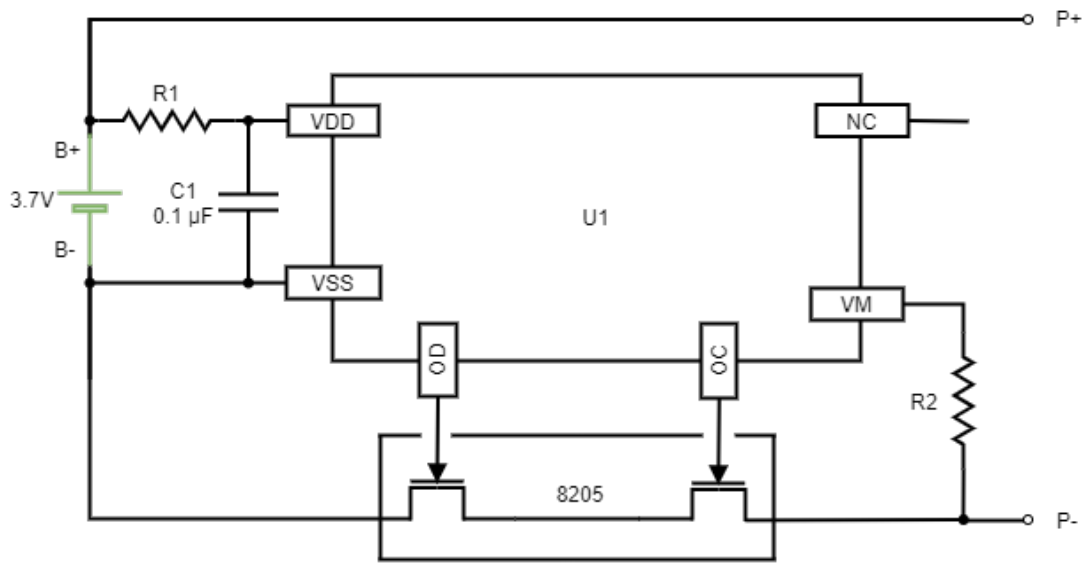 P+
R1
VDD
NC
B+
3.7V
C1
0.1 µF
U1
B-
VSS
VM
OD
OC
R2
8205
P-